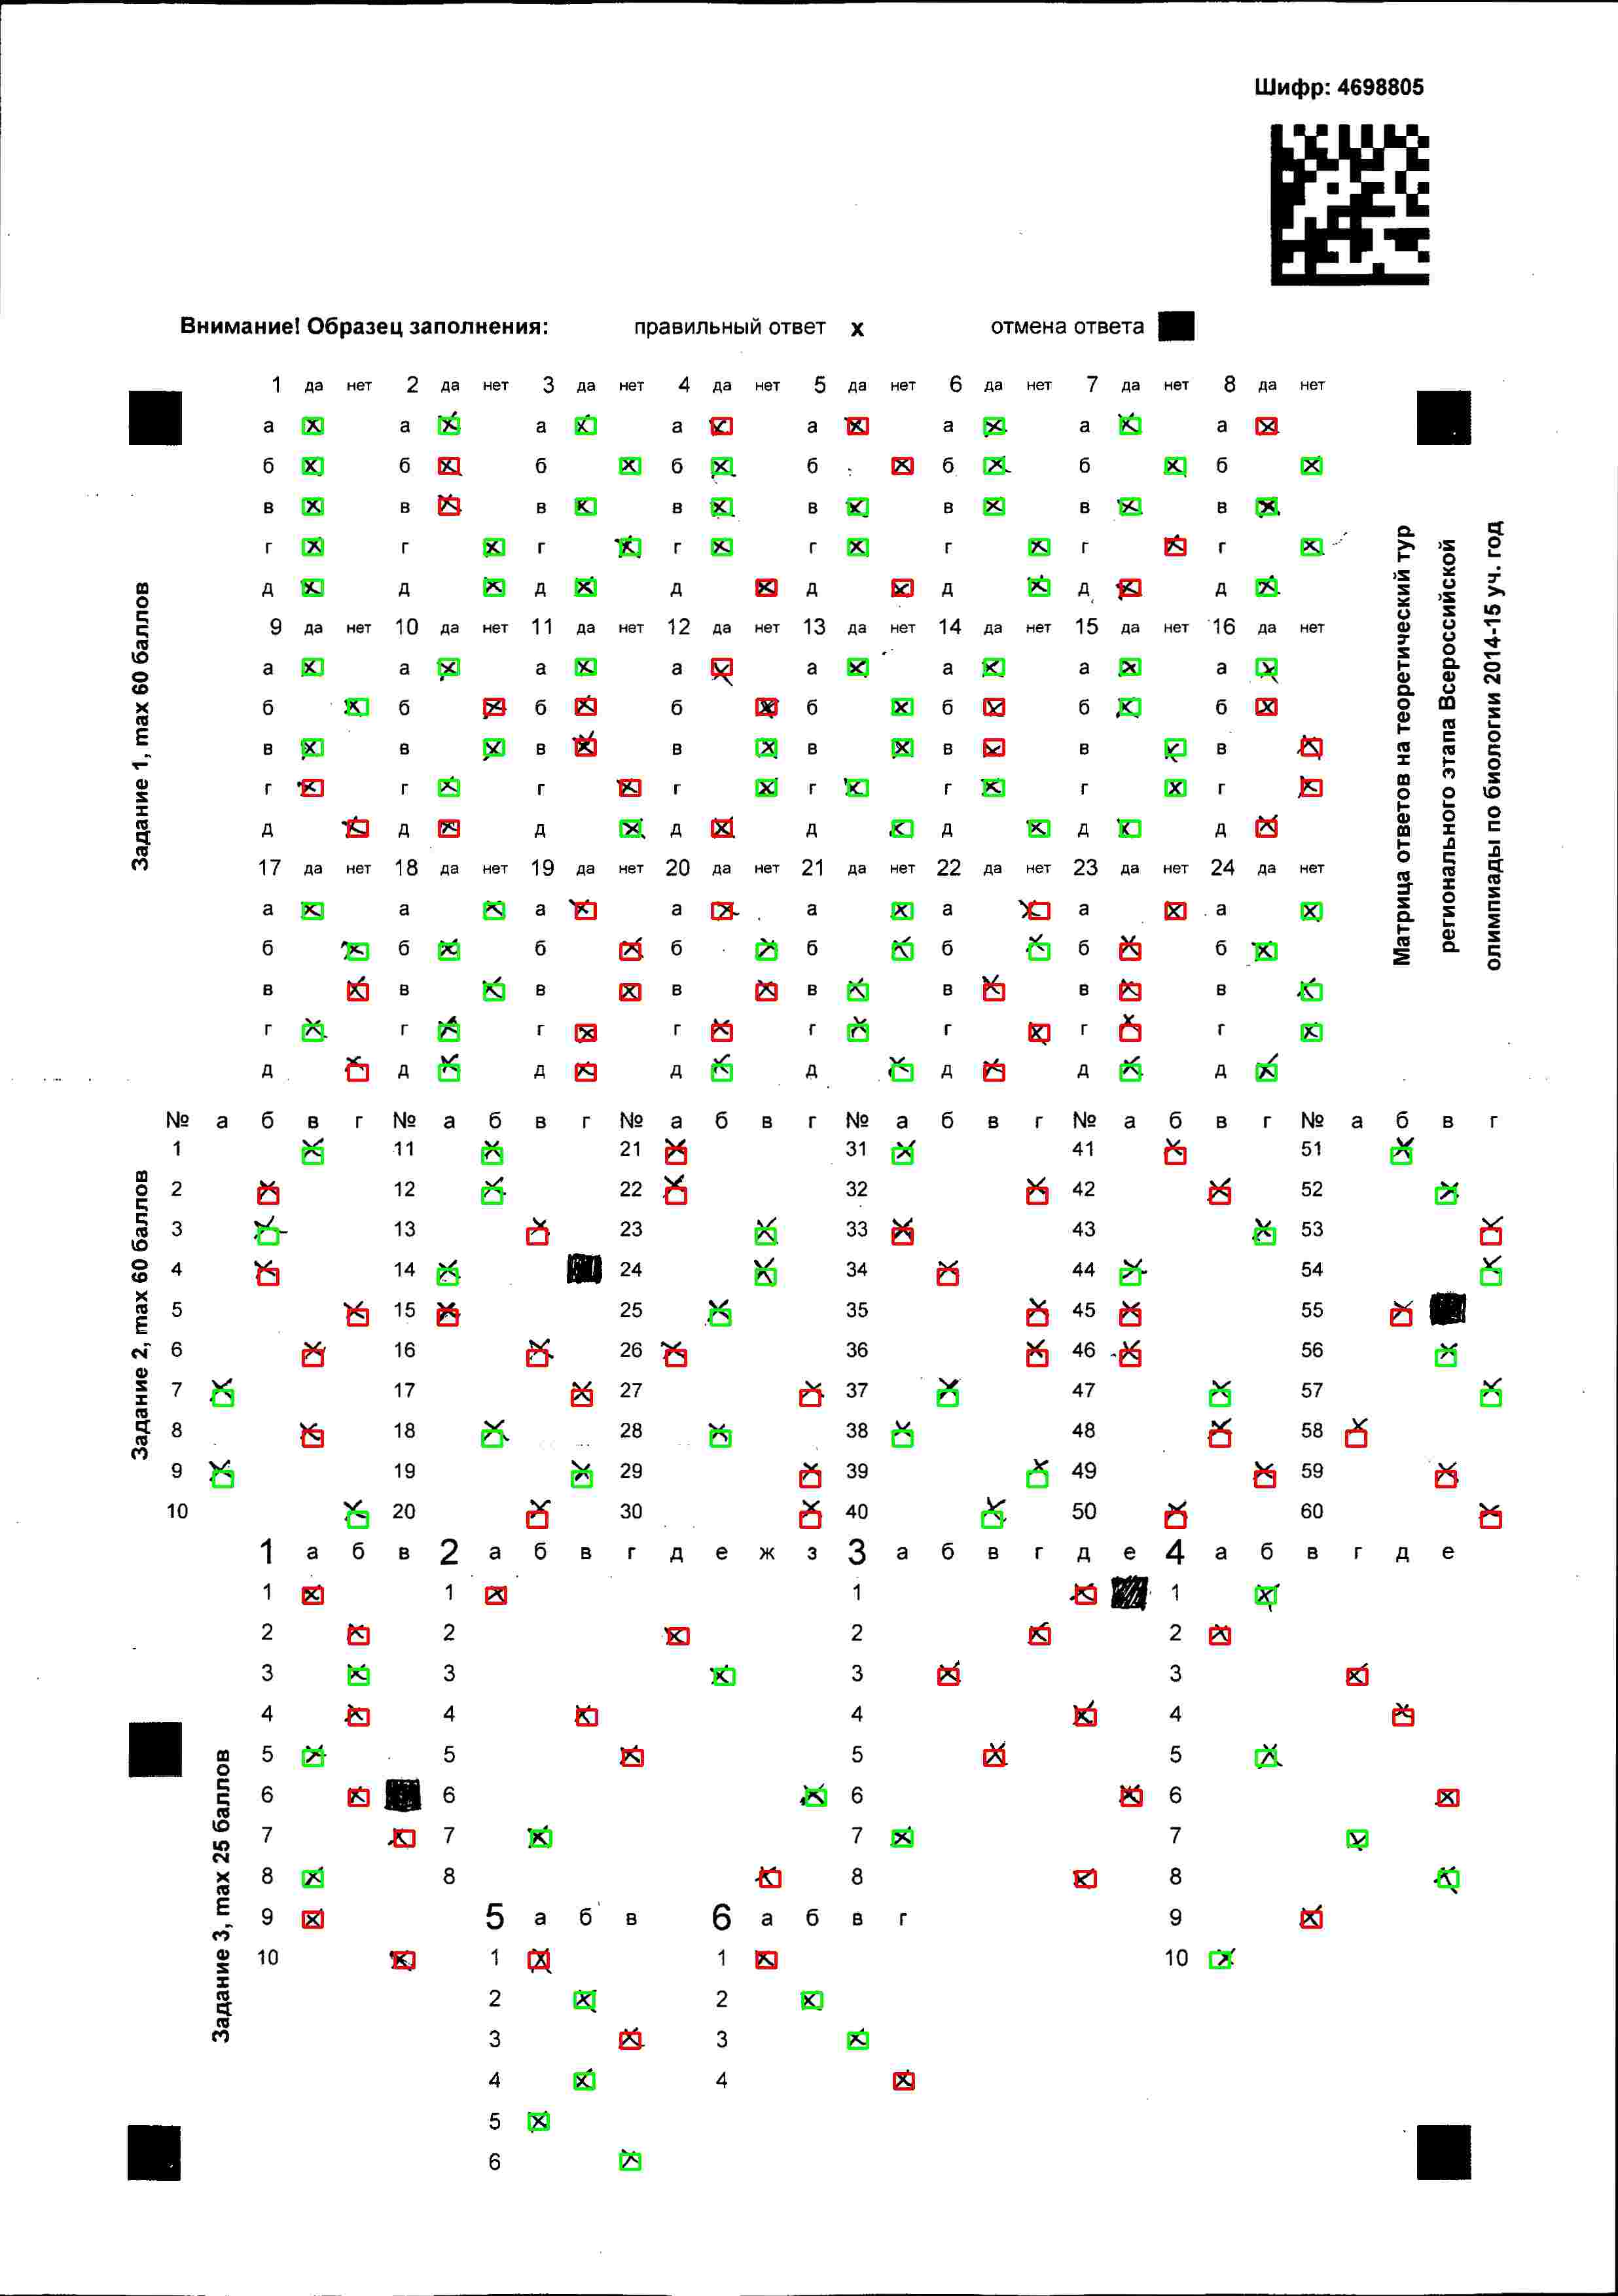 Шифр: 4698805
Внимание! Образец заполнения: правильный ответ x отмена ответа
1 да нет 2 да нет 3 да нет 4 да нет 5 да нет 6 да нет 7 да нет 8 да нет
а а а а а а а а
б б б б б б б б
в в в в в в в в
г г г г г г г г
д д д д д д д д
9 да нет 10 да нет 11 да нет 12 да нет 13 да нет 14 да нет 15 да нет 16 да нет
а а а а а а а а
б б б б б б б б
в в в в в в в в
г г г г г г г г
д д д д д д д д
17 да нет 18 да нет 19 да нет 20 да нет 21 да нет 22 да нет 23 да нет 24 да нет
а а а а а а а а
б б б б б б б б
в в в в в в в в
г г г г г г г г
д д д д д д д д
Задание 1, max 60 баллов
Матрица ответов на теоретический тур
регионального этапа Всероссийской
олимпиады по биологии 2014-15 уч. год
№ а б в г № а б в г № а б в г № а б в г № а б в г № а б в г
1 11 21 31 41 51
2 12 22 32 42 52
3 13 23 33 43 53
4 14 24 34 44 54
5 15 25 35 45 55
6 16 26 36 46 56
7 17 27 37 47 57
8 18 28 38 48 58
9 19 29 39 49 59
10 20 30 40 50 60
Задание 2, max 60 баллов
1 а б в 2 а б в г д е ж з 3 а б в г д е 4 а б в г д е
1 1 1 1
2 2 2 2
3 3 3 3
4 4 4 4
5 5 5 5
6 6 6 6
7 7 7 7
8 8 8 8
9 5 а б в 6 а б в г 9
10 1 1 10
2 2
3 3
4 4
5
6
Задание 3, max 25 баллов